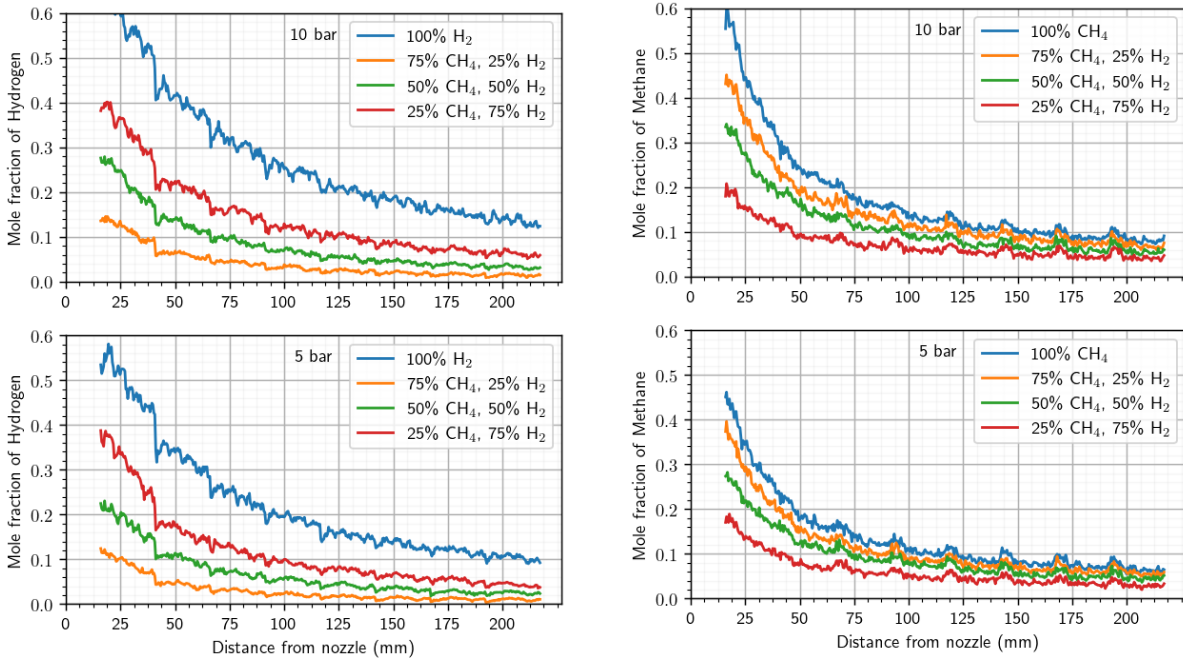 Mole fraction of Hydrogen
0.6
0.5
0.4
0.3
0.2
0.1
0.0
10 bar
100% H₂
75% CH₄, 25% H₂
50% CH₄, 50% H₂
25% CH₄, 75% H₂
0 25 50 75 100 125 150 175 200
Mole fraction of Methane
0.6
0.5
0.4
0.3
0.2
0.1
0.0
10 bar
100% CH₄
75% CH₄, 25% H₂
50% CH₄, 50% H₂
25% CH₄, 75% H₂
0 25 50 75 100 125 150 175 200
Mole fraction of Hydrogen
0.6
0.5
0.4
0.3
0.2
0.1
0.0
5 bar
100% H₂
75% CH₄, 25% H₂
50% CH₄, 50% H₂
25% CH₄, 75% H₂
0 25 50 75 100 125 150 175 200
Distance from nozzle (mm)
Mole fraction of Methane
0.6
0.5
0.4
0.3
0.2
0.1
0.0
5 bar
100% CH₄
75% CH₄, 25% H₂
50% CH₄, 50% H₂
25% CH₄, 75% H₂
0 25 50 75 100 125 150 175 200
Distance from nozzle (mm)